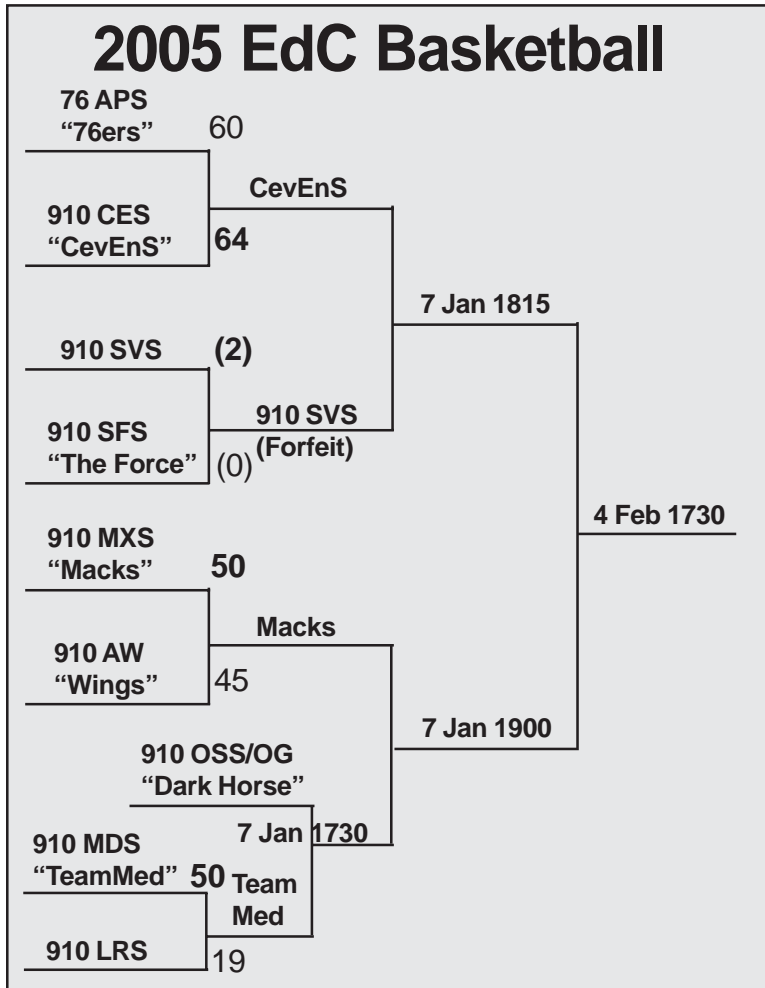 2005 EdC Basketball
76 APS
“76ers”
60
CevEnS
910 CES
“CevEnS”
64
7 Jan 1815
910 SVS
(2)
910 SVS
(Forfeit)
910 SFS
“The Force”
(0)
4 Feb 1730
910 MXS
“Macks”
50
Macks
910 AW
“Wings”
45
7 Jan 1900
910 OSS/OG
“Dark Horse”
7 Jan 1730
910 MDS
“TeamMed”
50
Team
Med
910 LRS
19